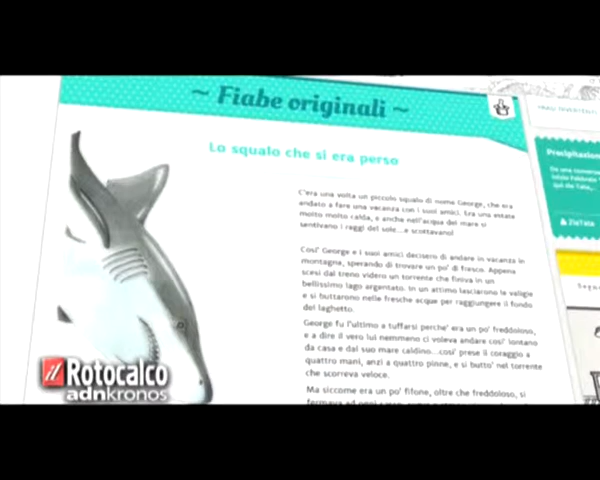 ~ Fiabe originali ~
Lo squalo che si era perso
C'era una volta un piccolo squalo di nome George, che era
andato a fare una vacanza con i suoi amici. Era una estate
molto molto calda, e anche nell'acqua del mare si
sentivano i raggi del sole...e scottavano!
Cosi' George e i suoi amici decisero di andare in vacanza in
montagna, sperando di trovare un po' di fresco. Appena
scesi dal treno videro un torrente che finiva in un
bellissimo lago argentato. In un attimo lasciarono le valigie
e si buttarono nelle fresche acque per raggiungere il fondo
del laghetto.
George fu l'ultimo a tuffarsi perche' era un po' freddoloso,
e a dire il vero lui nemmeno ci voleva andare cosi' lontano
da casa e dal suo mare caldino...cosi' prese il coraggio a
quattro mani, anzi a quattro pinne, e si butto' nel torrente
che scorreva veloce.
Ma siccome era un po' fifone, oltre che freddoloso, si
Precipitazion
ZiaTata
il Rotocalco
adnkronos